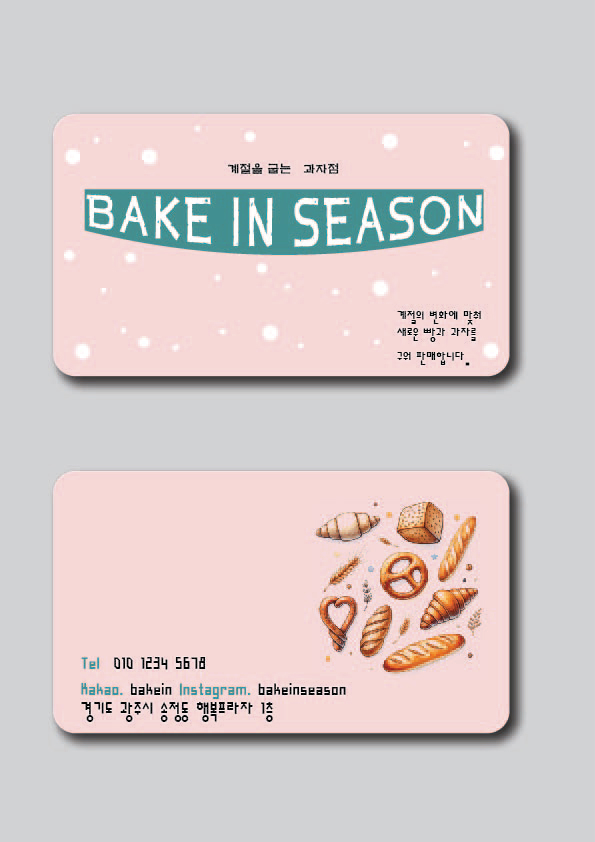 계절을 굽는 과자점
BAKE IN SEASON
계절의 변화에 맞춰
새로운 빵과 과자를
구워 판매합니다.
Tel 010 1234 5678
Kakao. bakein Instagram. bakeinseason
경기도 광주시 송정동 행복프라자 1층